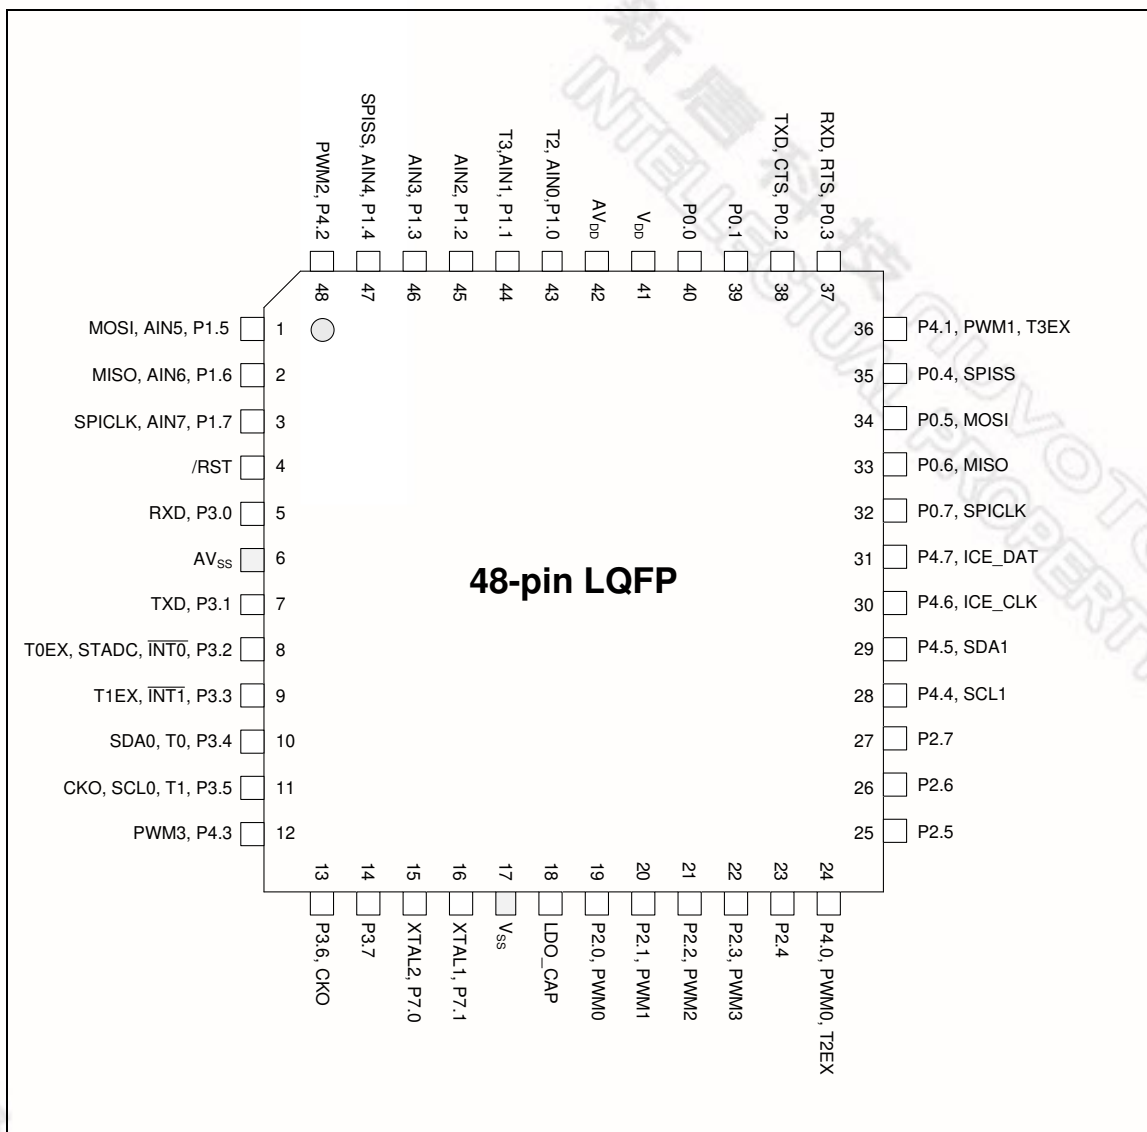 新唐科技 nuvoTon
INTELLECTUAL PROPERTY
PWM2, P4.2
SPISS, AIN4, P1.4
AIN3, P1.3
AIN2, P1.2
T3,AIN1, P1.1
T2, AIN0,P1.0
AVDD
VDD
P0.0
P0.1
TXD, CTS, P0.2
RXD, RTS, P0.3
48 47 46 45 44 43 42 41 40 39 38 37
MOSI, AIN5, P1.5 1
MISO, AIN6, P1.6 2
SPICLK, AIN7, P1.7 3
/RST 4
RXD, P3.0 5
AVSS 6
TXD, P3.1 7
T0EX, STADC, INT0, P3.2 8
T1EX, INT1, P3.3 9
SDA0, T0, P3.4 10
CKO, SCL0, T1, P3.5 11
PWM3, P4.3 12
48-pin LQFP
36 P4.1, PWM1, T3EX
35 P0.4, SPISS
34 P0.5, MOSI
33 P0.6, MISO
32 P0.7, SPICLK
31 P4.7, ICE_DAT
30 P4.6, ICE_CLK
29 P4.5, SDA1
28 P4.4, SCL1
27 P2.7
26 P2.6
25 P2.5
13 14 15 16 17 18 19 20 21 22 23 24
P3.6, CKO
P3.7
XTAL2, P7.0
XTAL1, P7.1
VSS
LDO_CAP
P2.0, PWM0
P2.1, PWM1
P2.2, PWM2
P2.3, PWM3
P2.4
P4.0, PWM0, T2EX